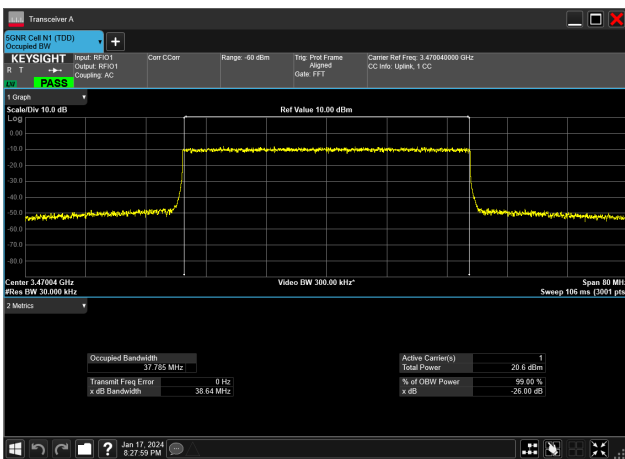 Transceiver A
5GNR Cell N1 (TDD)
Occupied BW
KEYSIGHT
R T
PASS
Input: RFIO1
Output: RFIO1
Coupling: AC
Corr CCorr
Range: -60 dBm
Trig: Prot Frame
Aligned
Gate: FFT
Carrier Ref Freq: 3.470040000 GHz
CC Info: Uplink, 1 CC
1 Graph
Scale/Div 10.0 dB
Ref Value 10.00 dBm
Log
0.00
-10.0
-20.0
-30.0
-40.0
-50.0
-60.0
-70.0
-80.0
Center 3.47004 GHz
Video BW 300.00 kHz*
Span 80 MHz
#Res BW 30.000 kHz
Sweep 106 ms (3001 pts)
2 Metrics
Occupied Bandwidth
37.785 MHz
Transmit Freq Error 0 Hz
x dB Bandwidth 38.64 MHz
Active Carrier(s) 1
Total Power 20.6 dBm
% of OBW Power 99.00 %
x dB -26.00 dB
Jan 17, 2024
8:27:59 PM